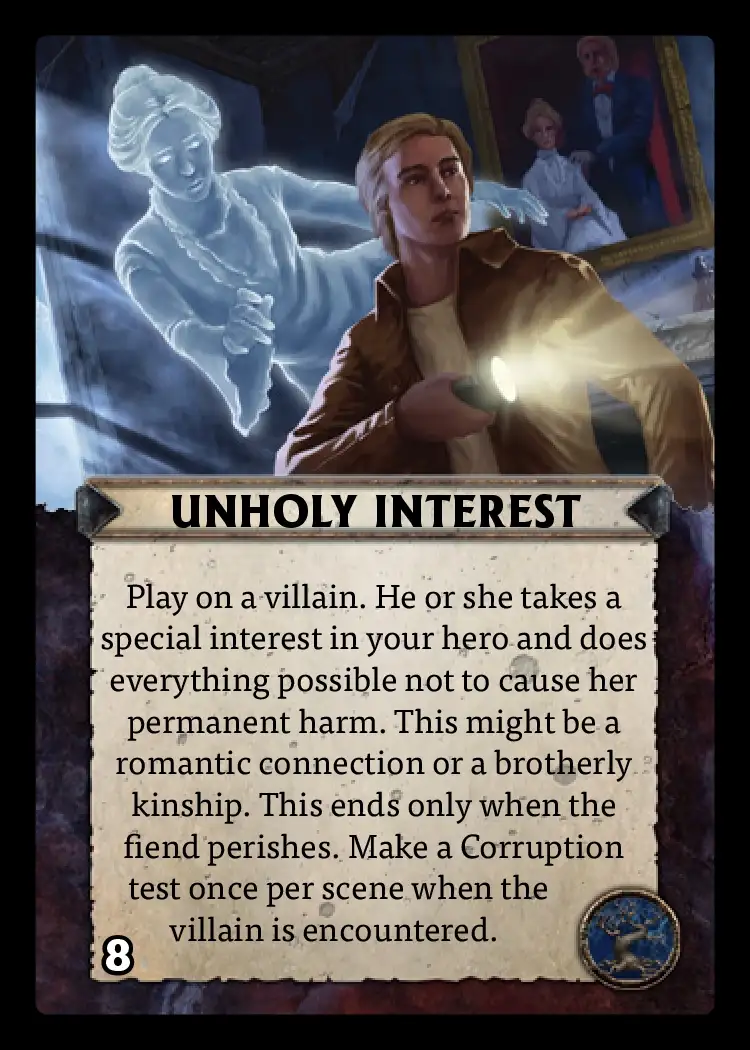 UNHOLY INTEREST
Play on a villain. He or she takes a
special interest in your hero and does
everything possible not to cause her
permanent harm. This might be a
romantic connection or a brotherly
kinship. This ends only when the
fiend perishes. Make a Corruption
test once per scene when the
villain is encountered.
8